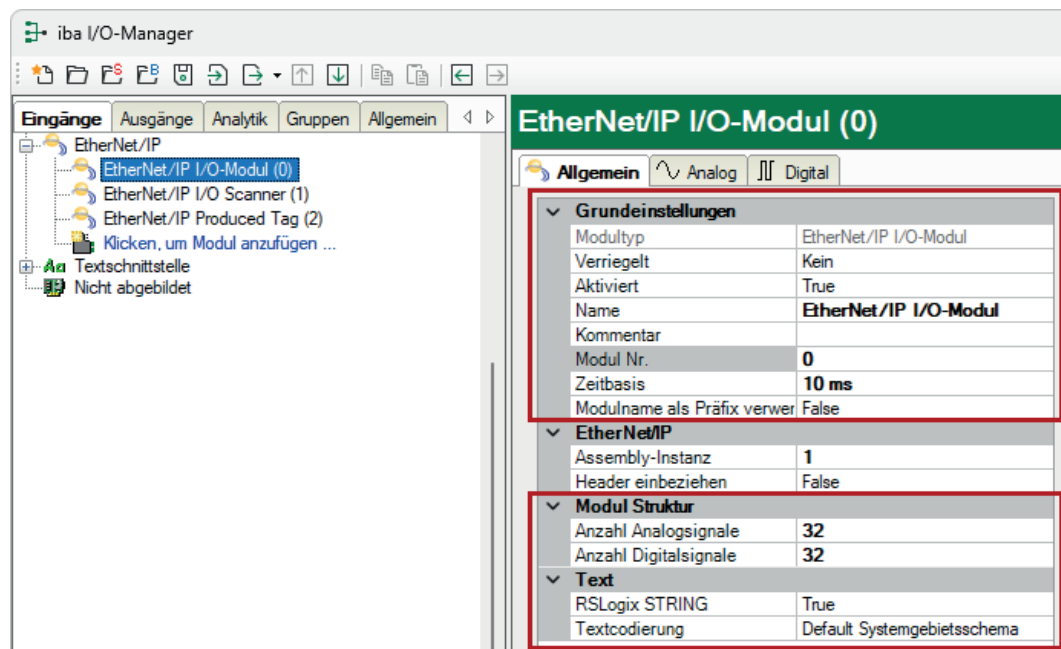 iba I/O-Manager
Eingänge Ausgänge Analytik Gruppen Allgemein
EtherNet/IP
EtherNet/IP I/O-Modul (0)
EtherNet/IP I/O Scanner (1)
EtherNet/IP Produced Tag (2)
Klicken, um Modul anzufügen ...
Textschnittstelle
Nicht abgebildet
EtherNet/IP I/O-Modul (0)
Allgemein Analog Digital
Grundeinstellungen
Modultyp EtherNet/IP I/O-Modul
Verriegelt Kein
Aktiviert True
Name EtherNet/IP I/O-Modul
Kommentar
Modul Nr. 0
Zeitbasis 10 ms
Modulname als Präfix verwer False
EtherNet/IP
Assembly-Instanz 1
Header einbeziehen False
Modul Struktur
Anzahl Analogsignale 32
Anzahl Digitalsignale 32
Text
RSLogix STRING True
Textcodierung Default Systemgebietsschema